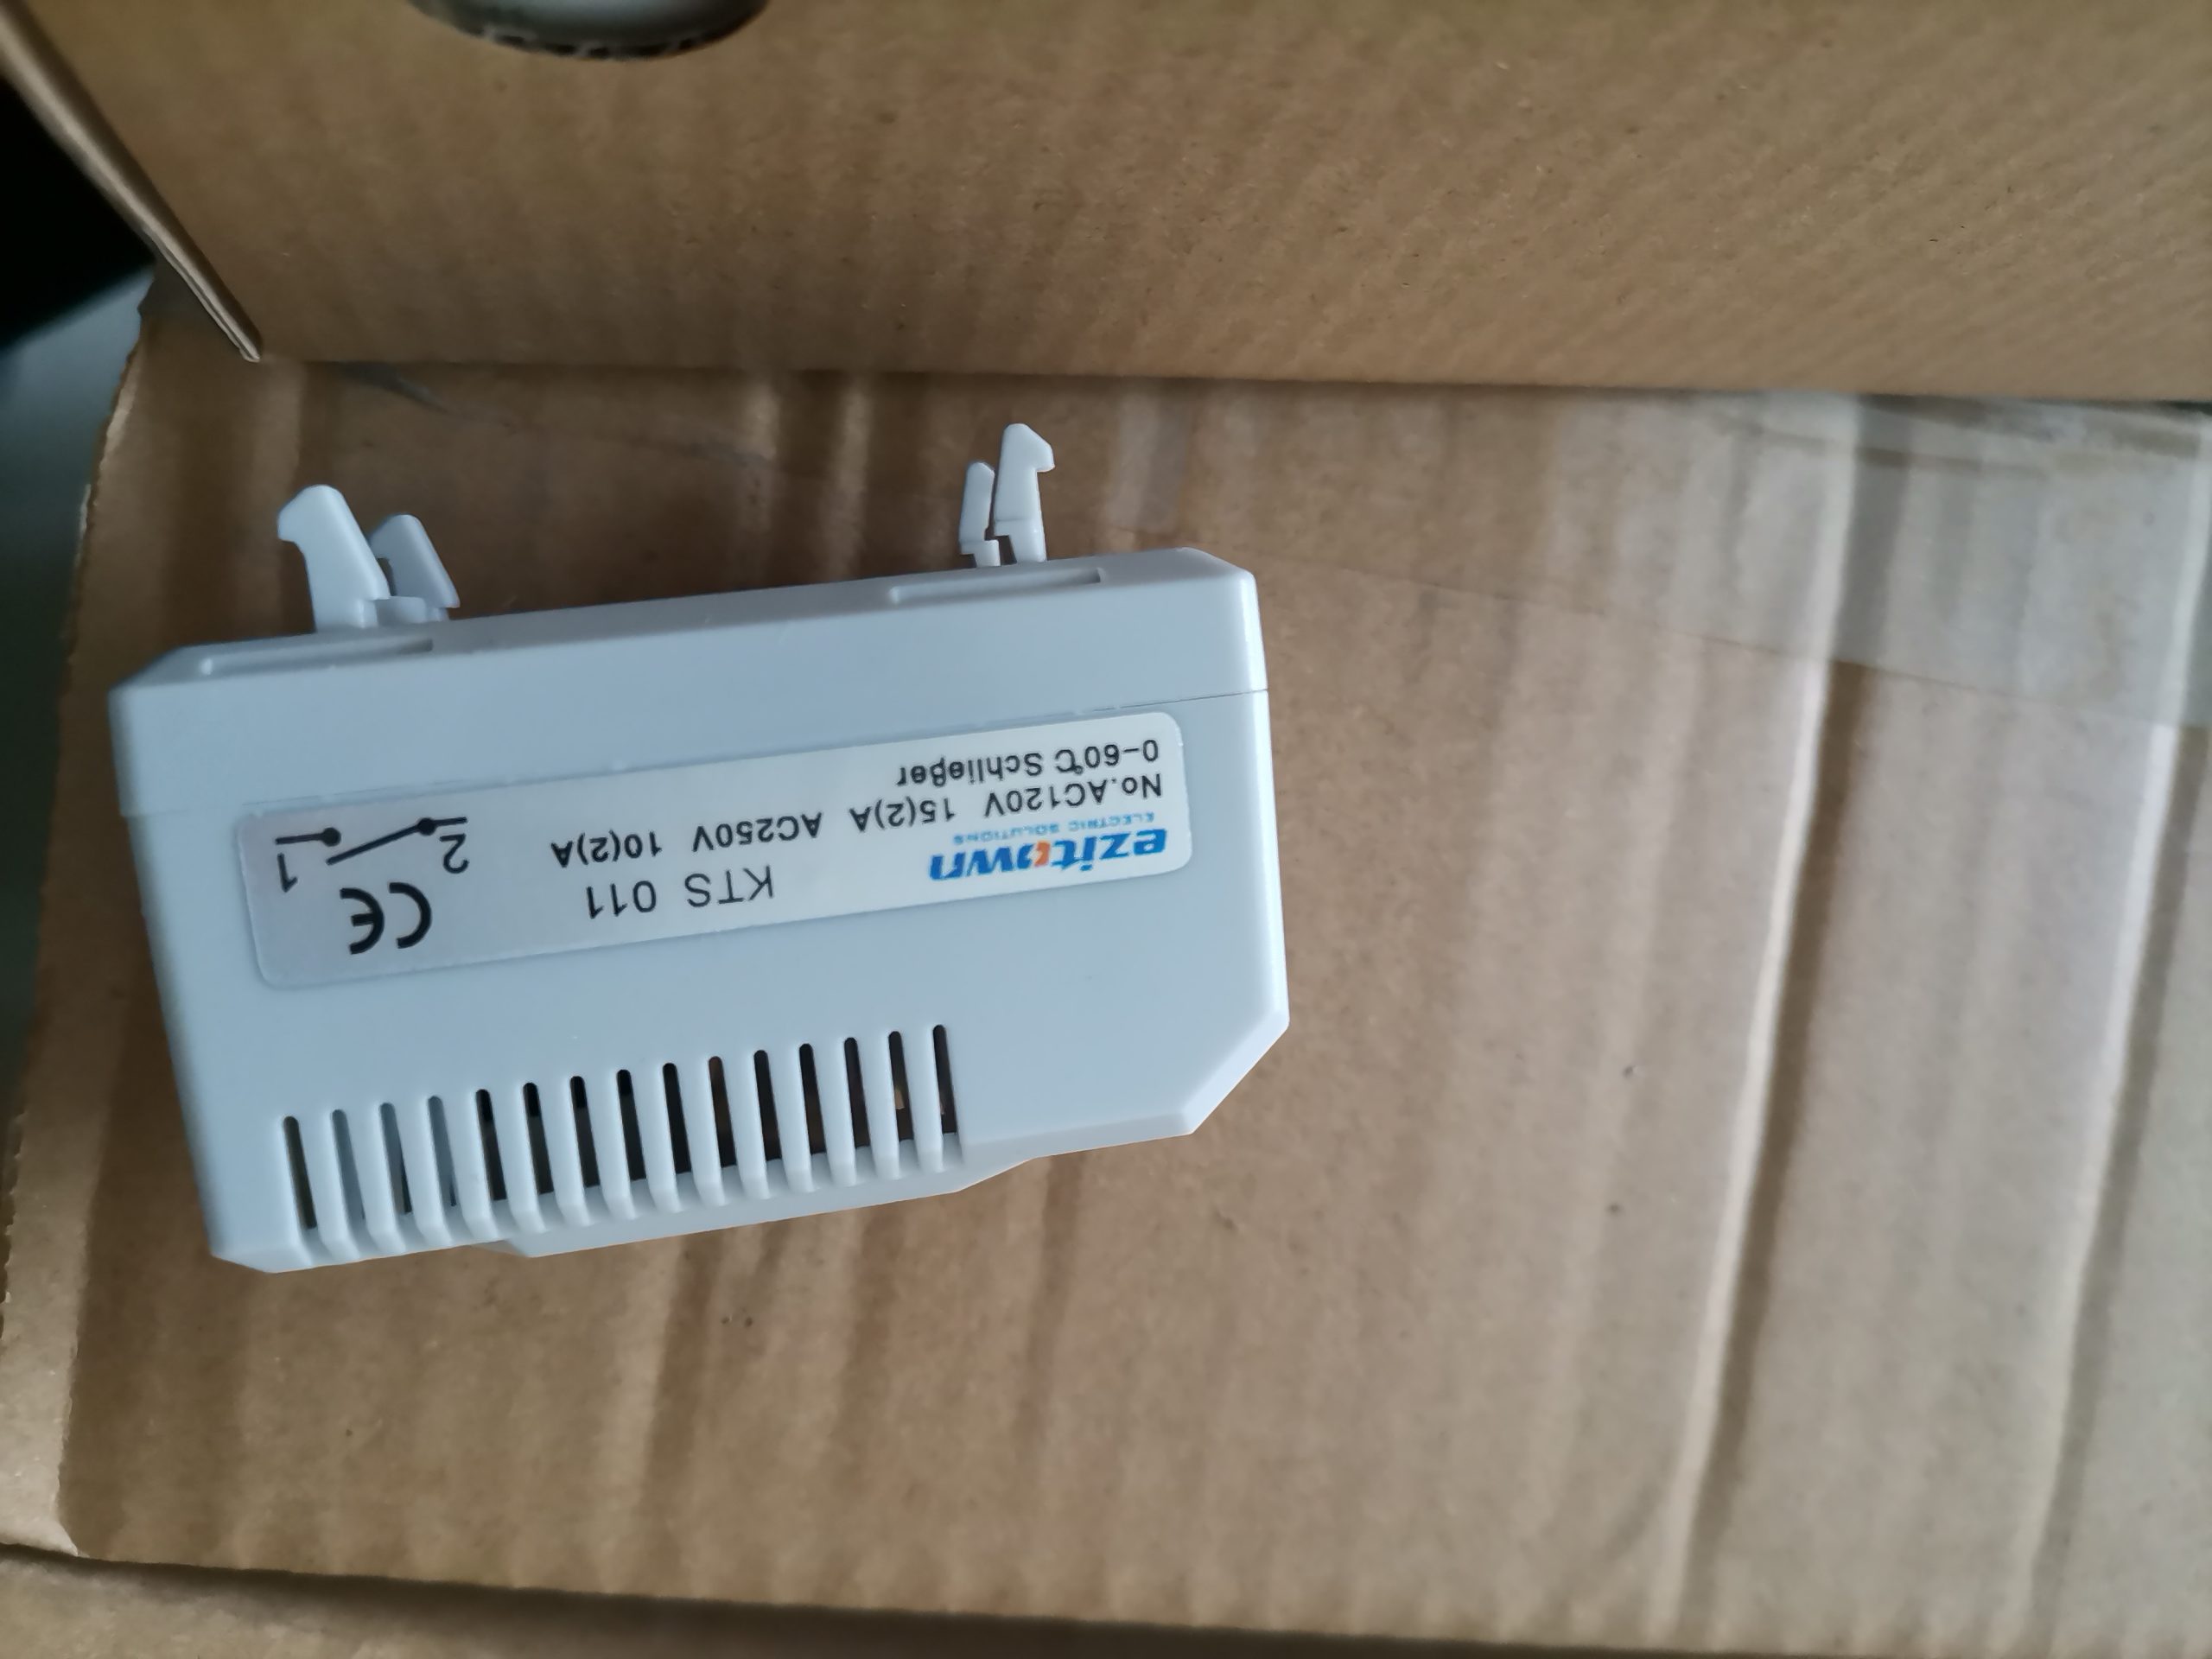 ezitown KTS 011 CE
ELECTRIC SOLUTIONS
No.AC120V 15(2)A AC250V 10(2)A
2 1
0-60℃ Schließer